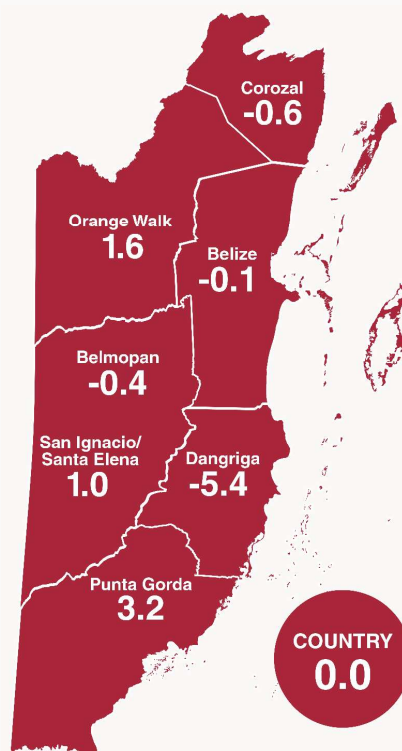 Corozal
-0.6
Orange Walk
1.6
Belize
-0.1
Belmopan
-0.4
San Ignacio/
Santa Elena
1.0
Dangriga
-5.4
Punta Gorda
3.2
COUNTRY
0.0